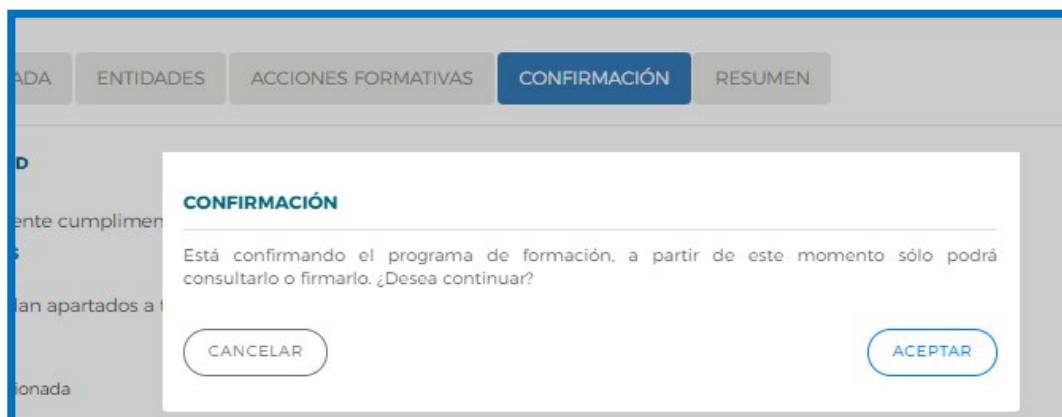 ADA ENTIDADES ACCIONES FORMATIVAS CONFIRMACIÓN RESUMEN
D
CONFIRMACIÓN
ente cumplimen
S
Está confirmando el programa de formación, a partir de este momento sólo podrá
consultarlo o firmarlo. ¿Desea continuar?
lan apartados a t
CANCELAR ACEPTAR
ionada